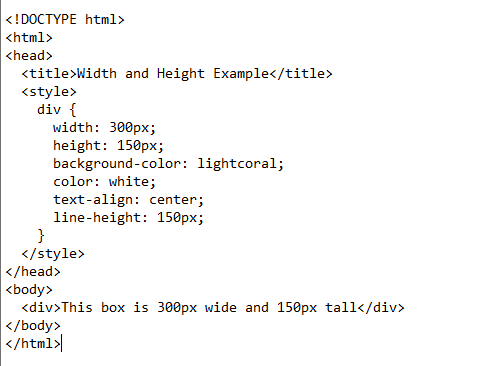 <!DOCTYPE html>
<html>
<head>
  <title>Width and Height Example</title>
  <style>
    div {
      width: 300px;
      height: 150px;
      background-color: lightcoral;
      color: white;
      text-align: center;
      line-height: 150px;
    }
  </style>
</head>
<body>
  <div>This box is 300px wide and 150px tall</div>
</body>
</html>